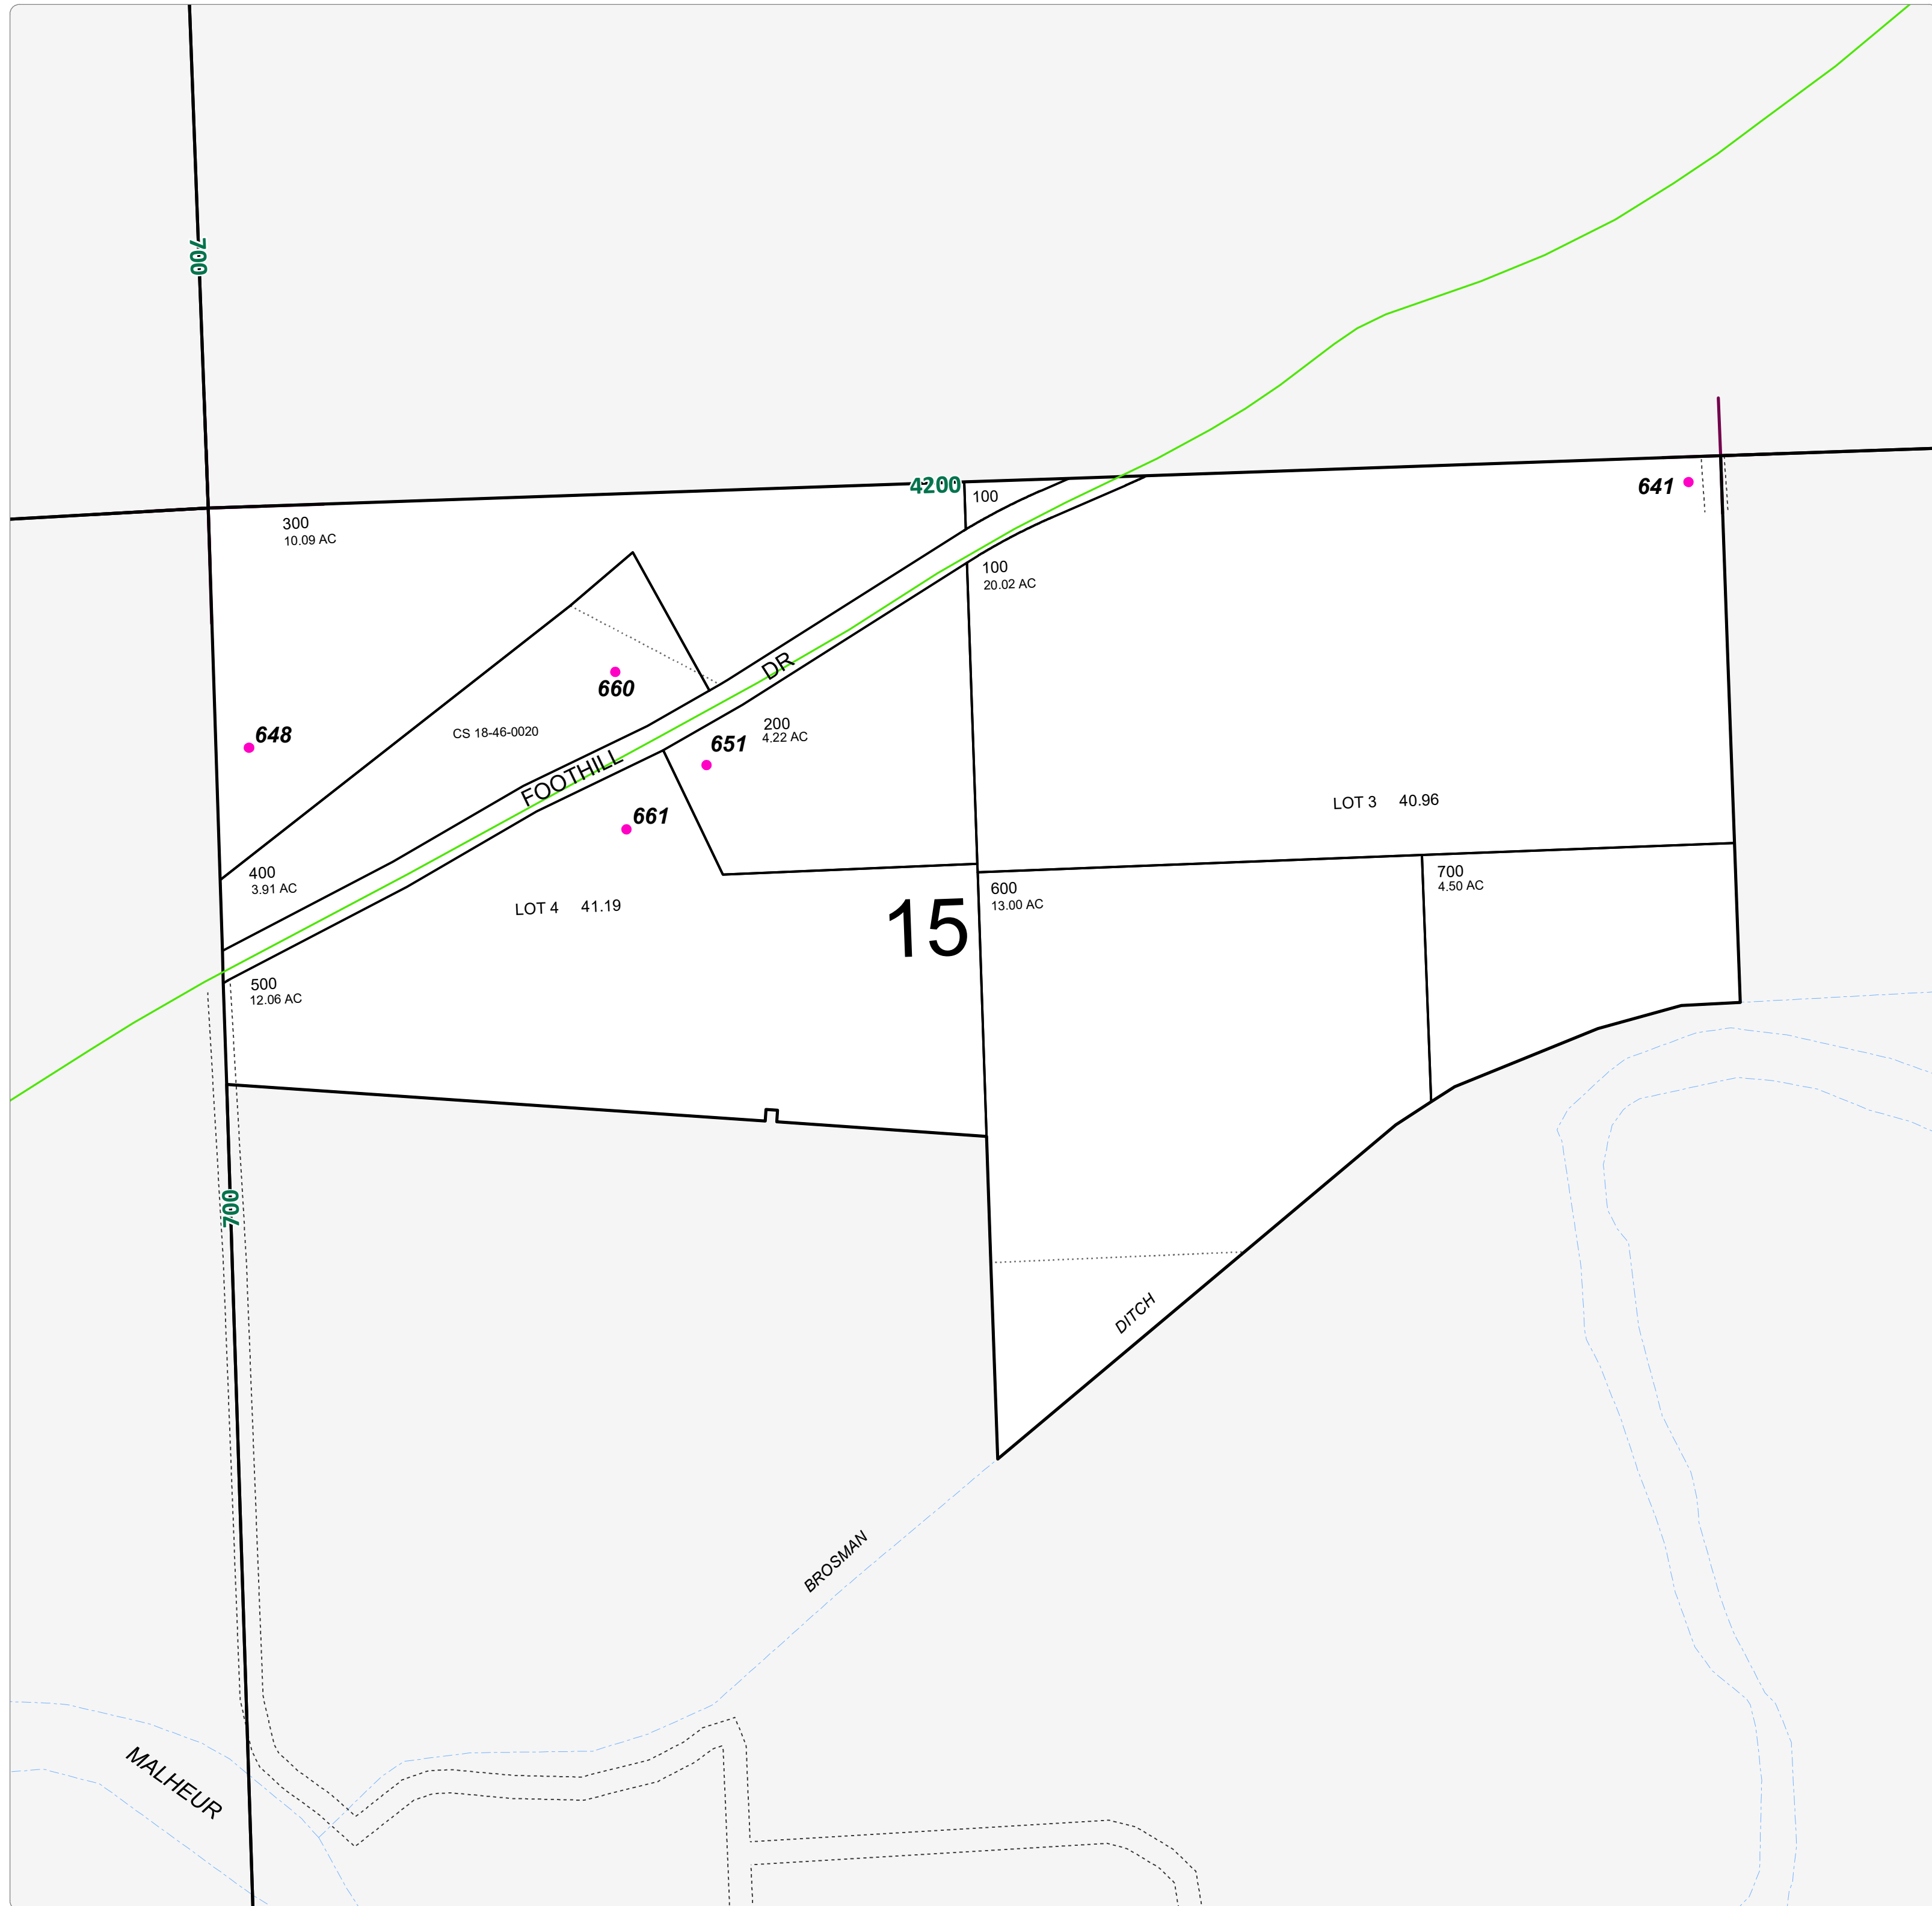 700
4200
100
641
300
10.09 AC
100
20.02 AC
DR
660
648
CS 18-46-0020
200
4.22 AC
651
FOOTHILL
661
LOT 3 40.96
400
3.91 AC
700
4.50 AC
600
13.00 AC
LOT 4 41.19
15
500
12.06 AC
700
DITCH
BROSMAN
MALHEUR